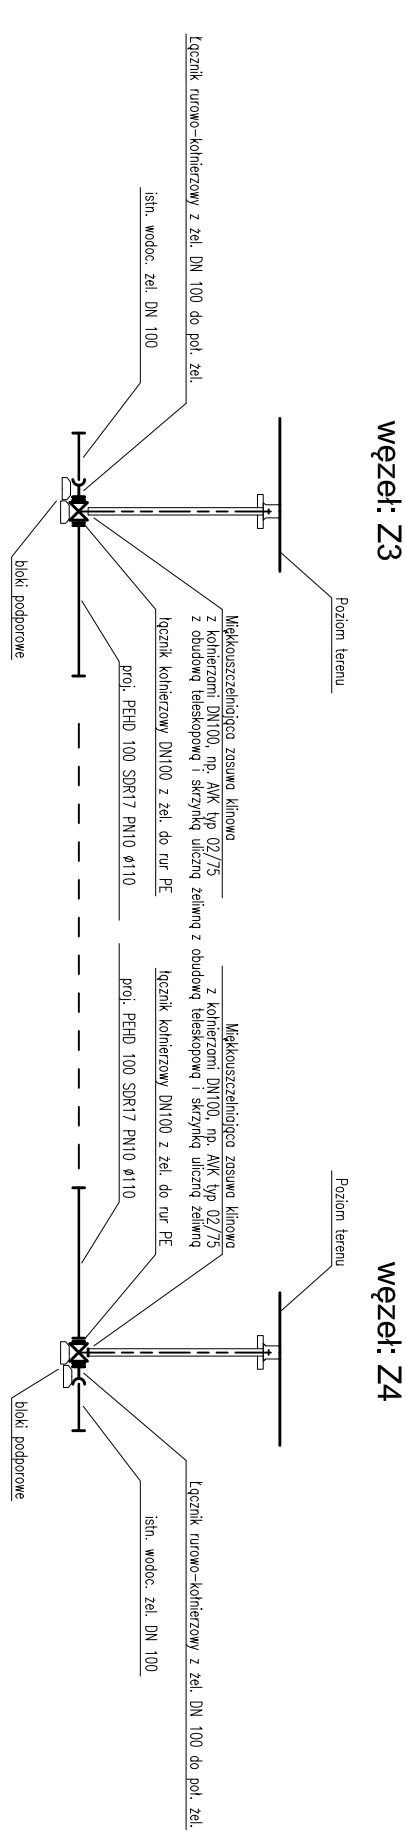 węzeł: Z3
Poziom terenu
Miękkouszczelniająca zasuwa klinowa
z kołnierzami DN100, np. AVK typ 02/75
z obudową teleskopową i skrzynką uliczną żeliwną
łącznik kołnierzowy DN100 z żel. do rur PE
proj. PEHD 100 SDR17 PN10 ø110
Łącznik rurowo-kołnierzowy z żel. DN 100 do poł. żel.
istn. wodoc. żel. DN 100
bloki podporowe
węzeł: Z4
Poziom terenu
Miękkouszczelniająca zasuwa klinowa
z kołnierzami DN100, np. AVK typ 02/75
z obudową teleskopową i skrzynką uliczną żeliwną
łącznik kołnierzowy DN100 z żel. do rur PE
proj. PEHD 100 SDR17 PN10 ø110
Łącznik rurowo-kołnierzowy z żel. DN 100 do poł. żel.
istn. wodoc. żel. DN 100
bloki podporowe